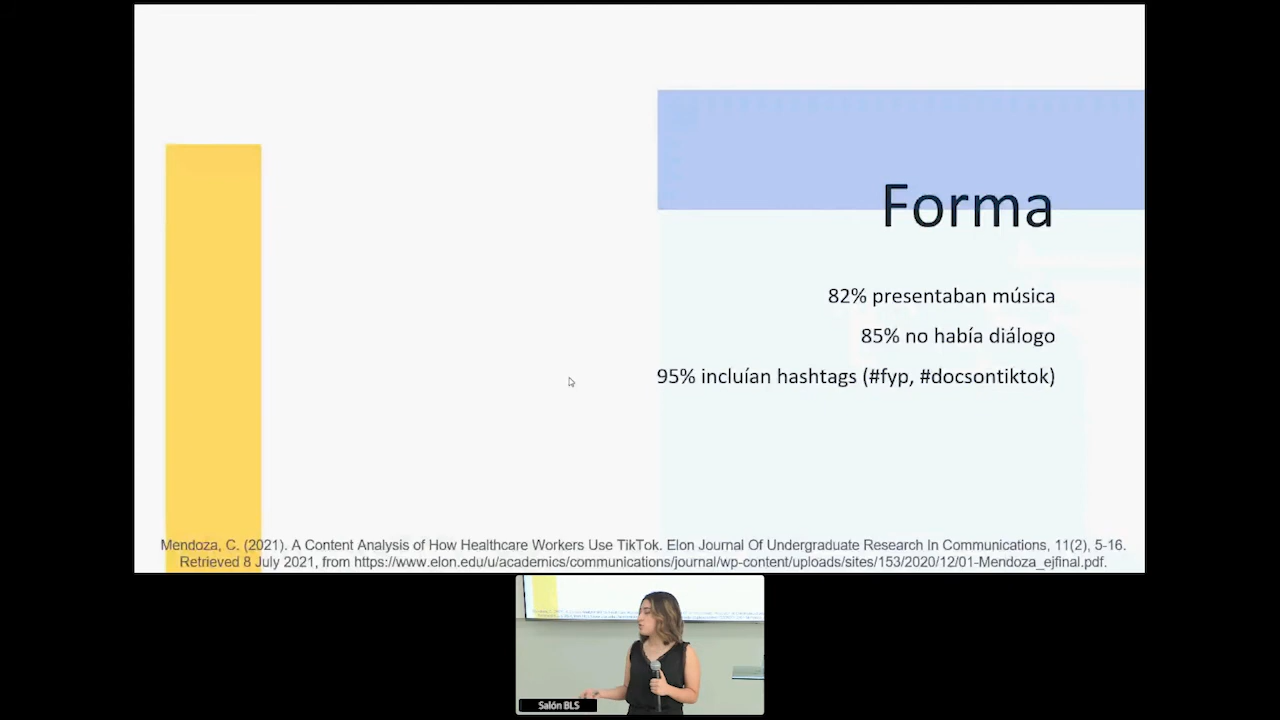 Forma
82% presentaban música
85% no había diálogo
95% incluían hashtags (#fyp, #docsontiktok)
Mendoza, C. (2021). A Content Analysis of How Healthcare Workers Use TikTok. Elon Journal Of Undergraduate Research In Communications, 11(2), 5-16.
Retrieved 8 July 2021, from https://www.elon.edu/u/academics/communications/journal/wp-content/uploads/sites/153/2020/12/01-Mendoza_ejfinal.pdf.
Salón BLS